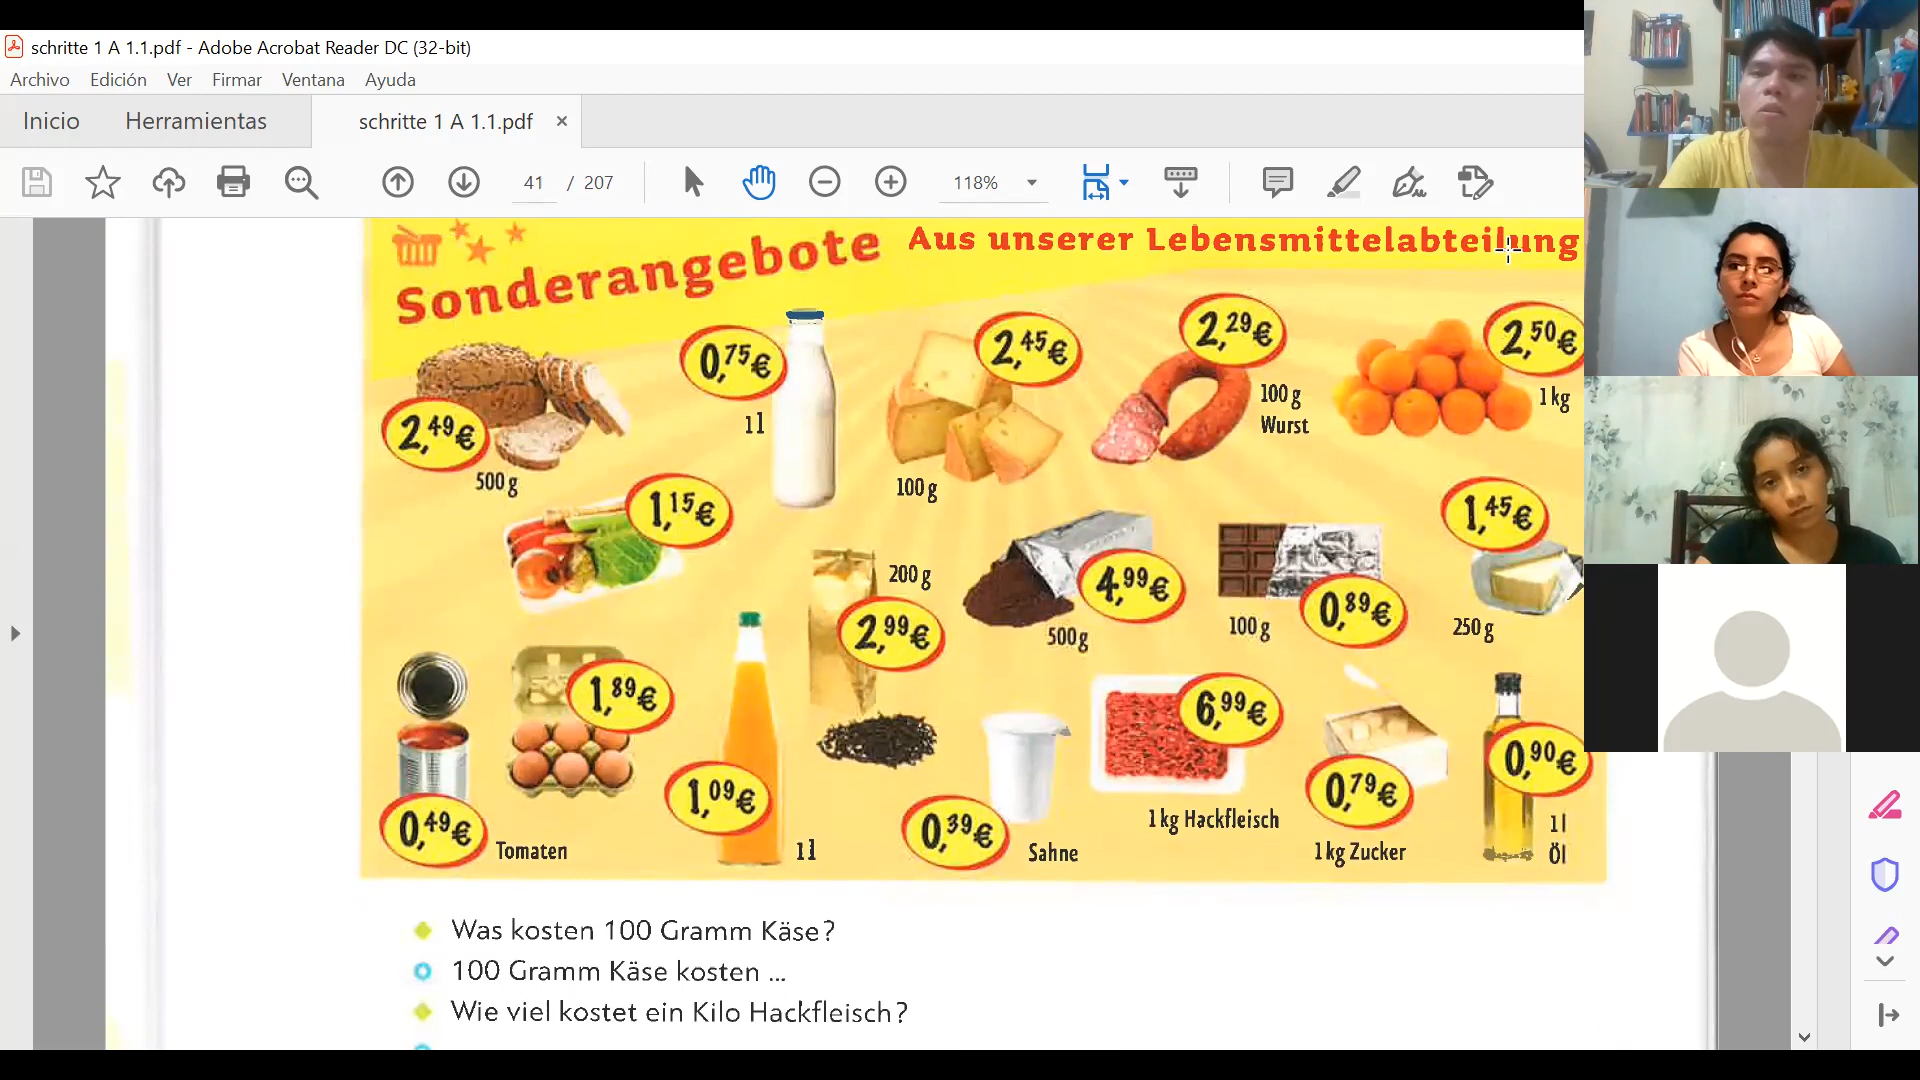 schritte 1 A 1.1.pdf - Adobe Acrobat Reader DC (32-bit)
Archivo Edición Ver Firmar Ventana Ayuda
Inicio Herramientas schritte 1 A 1.1.pdf ×
41 / 207 118%
Sonderangebote Aus unserer Lebensmittelabteilung
2,49€
500 g
0,75€
1 l
2,45€
100 g
2,29€
100 g
Wurst
2,50€
1 kg
1,15€
200 g
2,99€
4,99€
500 g
100 g
0,89€
1,45€
250 g
0,49€
Tomaten
1,89€
1,09€
1 l
0,39€
Sahne
6,99€
1 kg Hackfleisch
0,79€
1 kg Zucker
0,90€
1 l
Öl
Was kosten 100 Gramm Käse?
100 Gramm Käse kosten ...
Wie viel kostet ein Kilo Hackfleisch?